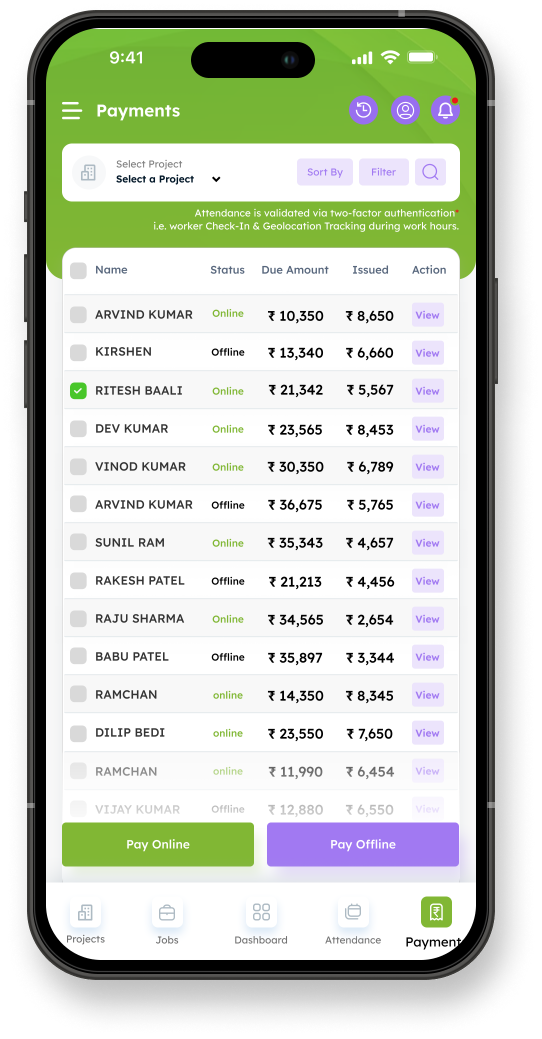 9:41
Payments
Select Project
Select a Project
Sort By
Filter
Attendance is validated via two-factor authentication*
i.e. worker Check-In & Geolocation Tracking during work hours.
Name Status Due Amount Issued Action
ARVIND KUMAR Online ₹ 10,350 ₹ 8,650 View
KIRSHEN Offline ₹ 13,340 ₹ 6,660 View
RITESH BAALI Online ₹ 21,342 ₹ 5,567 View
DEV KUMAR Online ₹ 23,565 ₹ 8,453 View
VINOD KUMAR Online ₹ 30,350 ₹ 6,789 View
ARVIND KUMAR Offline ₹ 36,675 ₹ 5,765 View
SUNIL RAM Online ₹ 35,343 ₹ 4,657 View
RAKESH PATEL Offline ₹ 21,213 ₹ 4,456 View
RAJU SHARMA Online ₹ 34,565 ₹ 2,654 View
BABU PATEL Offline ₹ 35,897 ₹ 3,344 View
RAMCHAN online ₹ 14,350 ₹ 8,345 View
DILIP BEDI online ₹ 23,550 ₹ 7,650 View
RAMCHAN online ₹ 11,990 ₹ 6,454 View
VIJAY KUMAR Offline ₹ 12,880 ₹ 6,550 View
Pay Online
Pay Offline
Projects Jobs Dashboard Attendance Payment